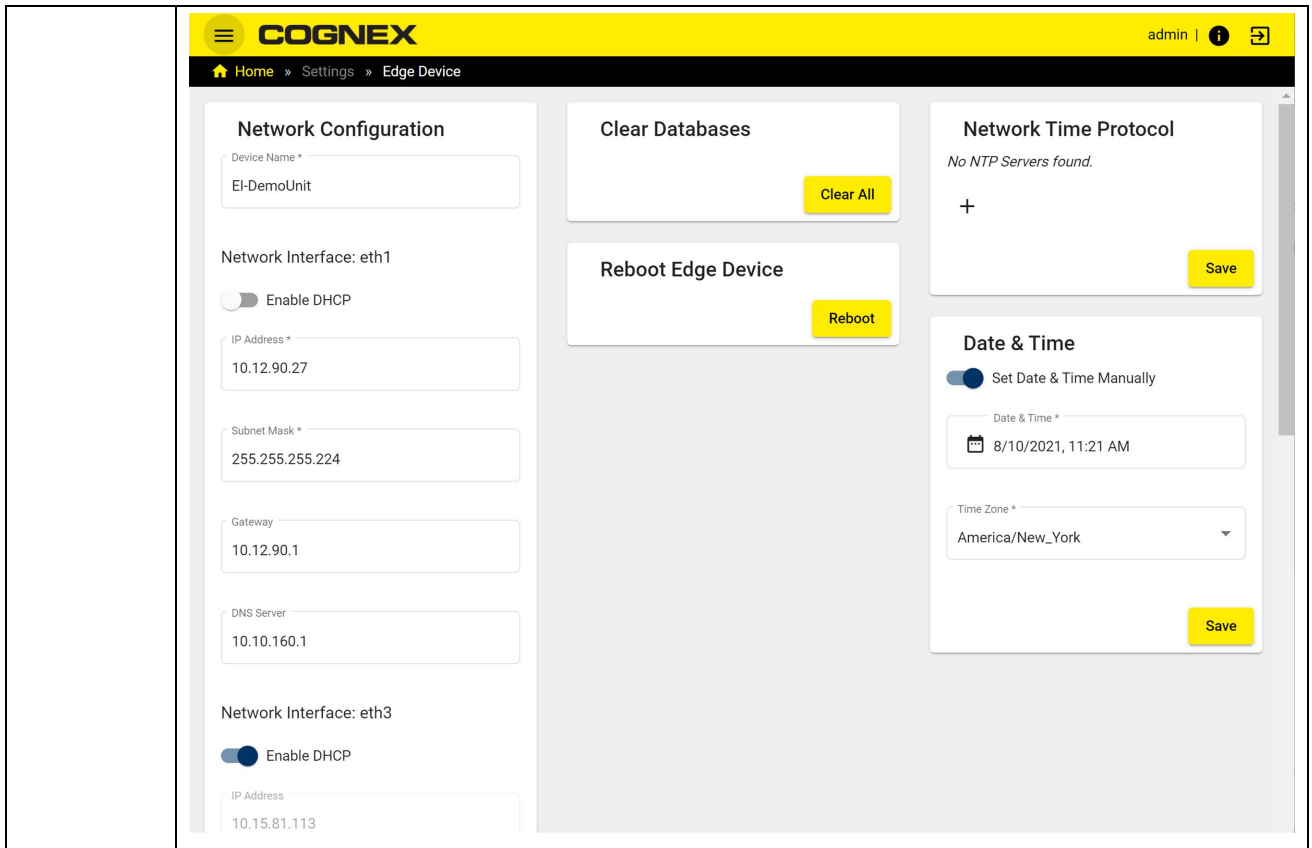 COGNEX
admin |
Home » Settings » Edge Device
Network Configuration
Device Name *
EI-DemoUnit
Network Interface: eth1
Enable DHCP
IP Address *
10.12.90.27
Subnet Mask *
255.255.255.224
Gateway
10.12.90.1
DNS Server
10.10.160.1
Network Interface: eth3
Enable DHCP
IP Address
10.15.81.113
Clear Databases
Clear All
Reboot Edge Device
Reboot
Network Time Protocol
No NTP Servers found.
+
Save
Date & Time
Set Date & Time Manually
Date & Time *
8/10/2021, 11:21 AM
Time Zone *
America/New_York
Save